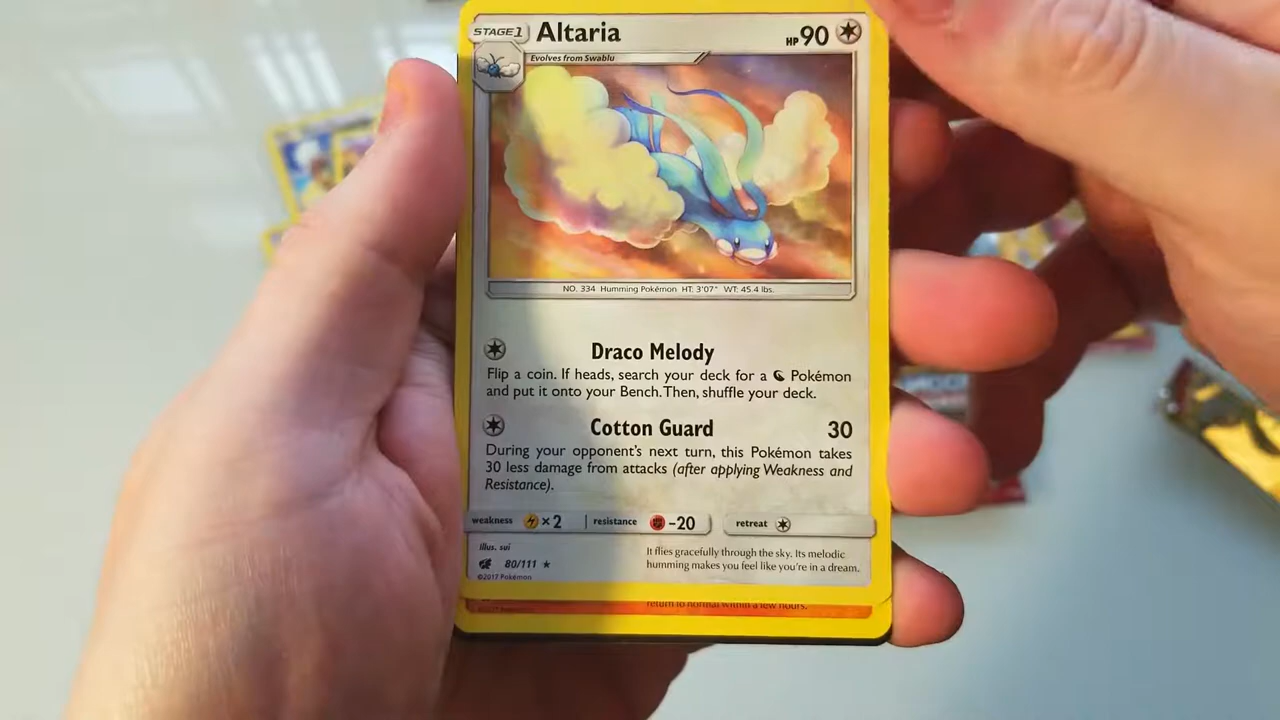 STAGE1 Altaria HP90
Evolves from Swablu
NO. 334 Humming Pokémon HT: 3'07" WT: 45.4 lbs.
Draco Melody
Flip a coin. If heads, search your deck for a Pokémon
and put it onto your Bench. Then, shuffle your deck.
Cotton Guard 30
During your opponent's next turn, this Pokémon takes
30 less damage from attacks (after applying Weakness and
Resistance).
weakness ×2 resistance -20 retreat
Illus. sui
80/111 ★
©2017 Pokémon
It flies gracefully through the sky. Its melodic
humming makes you feel like you're in a dream.
return to normal within a few hours.